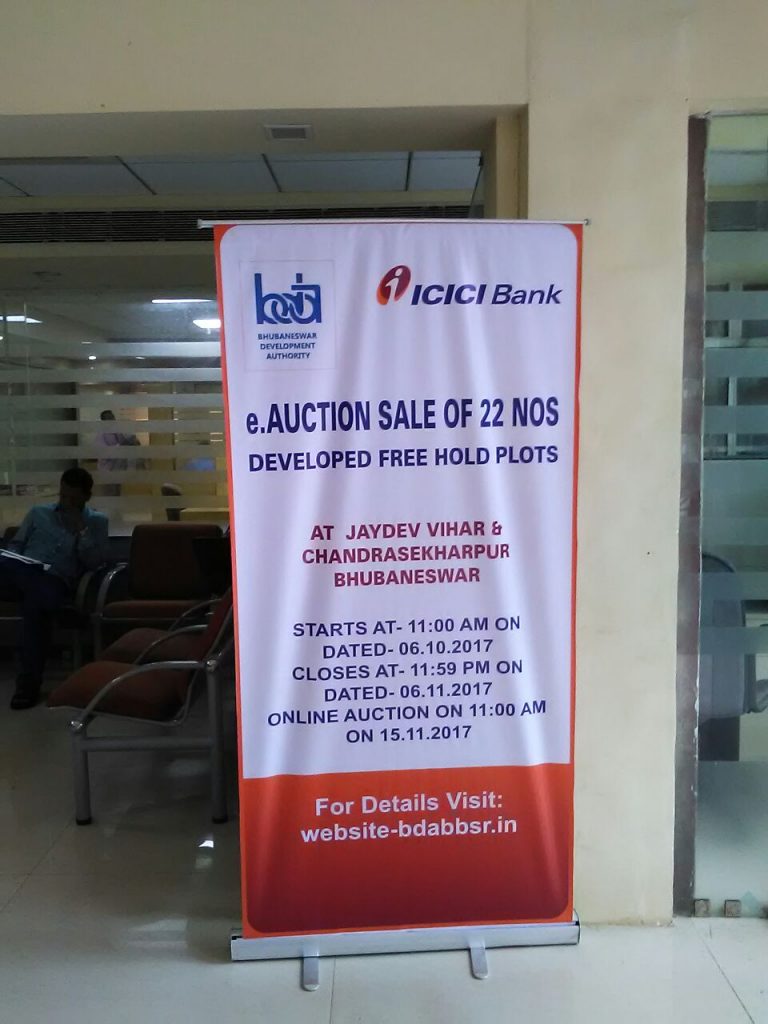 bda
BHUBANESWAR
DEVELOPMENT
AUTHORITY
i ICICI Bank
e.AUCTION SALE OF 22 NOS
DEVELOPED FREE HOLD PLOTS
AT JAYDEV VIHAR &
CHANDRASEKHARPUR
BHUBANESWAR
STARTS AT- 11:00 AM ON
DATED- 06.10.2017
CLOSES AT- 11:59 PM ON
DATED- 06.11.2017
ONLINE AUCTION ON 11:00 AM
ON 15.11.2017
For Details Visit:
website-bdabbsr.in